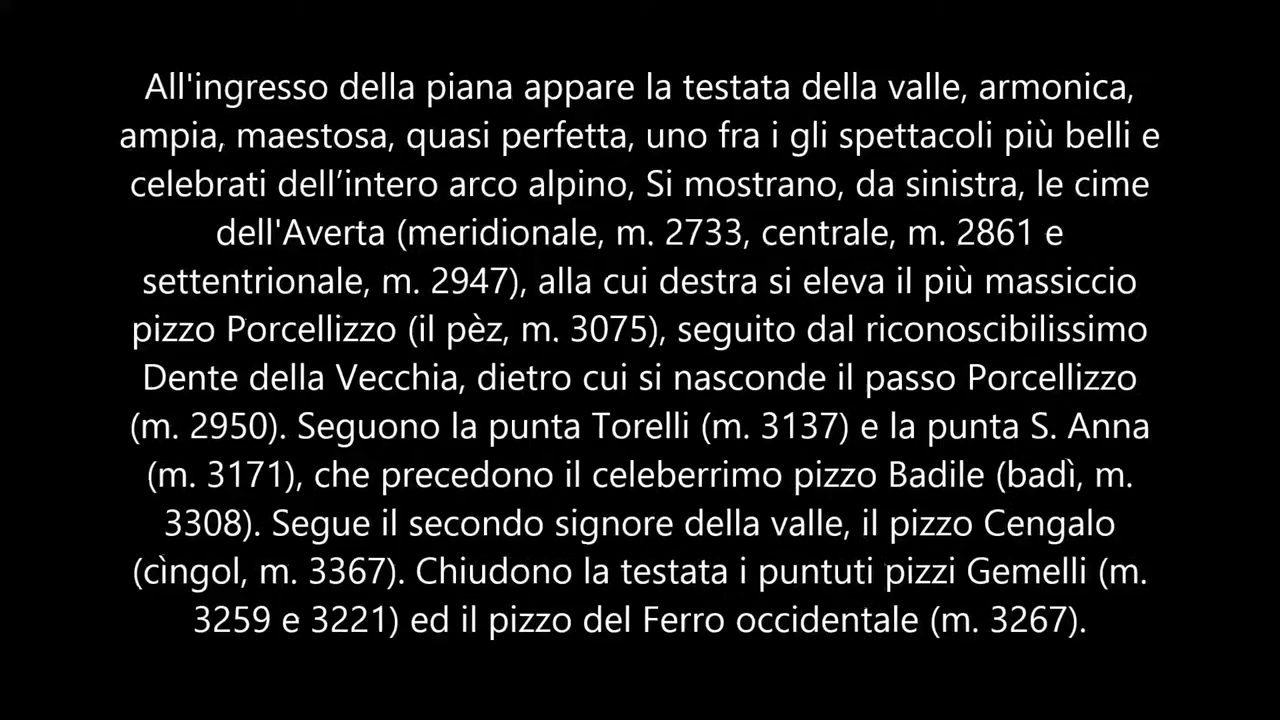 All'ingresso della piana appare la testata della valle, armonica,
ampia, maestosa, quasi perfetta, uno fra i gli spettacoli più belli e
celebrati dell’intero arco alpino, Si mostrano, da sinistra, le cime
dell'Averta (meridionale, m. 2733, centrale, m. 2861 e
settentrionale, m. 2947), alla cui destra si eleva il più massiccio
pizzo Porcellizzo (il pèz, m. 3075), seguito dal riconoscibilissimo
Dente della Vecchia, dietro cui si nasconde il passo Porcellizzo
(m. 2950). Seguono la punta Torelli (m. 3137) e la punta S. Anna
(m. 3171), che precedono il celeberrimo pizzo Badile (badì, m.
3308). Segue il secondo signore della valle, il pizzo Cengalo
(cìngol, m. 3367). Chiudono la testata i puntuti pizzi Gemelli (m.
3259 e 3221) ed il pizzo del Ferro occidentale (m. 3267).